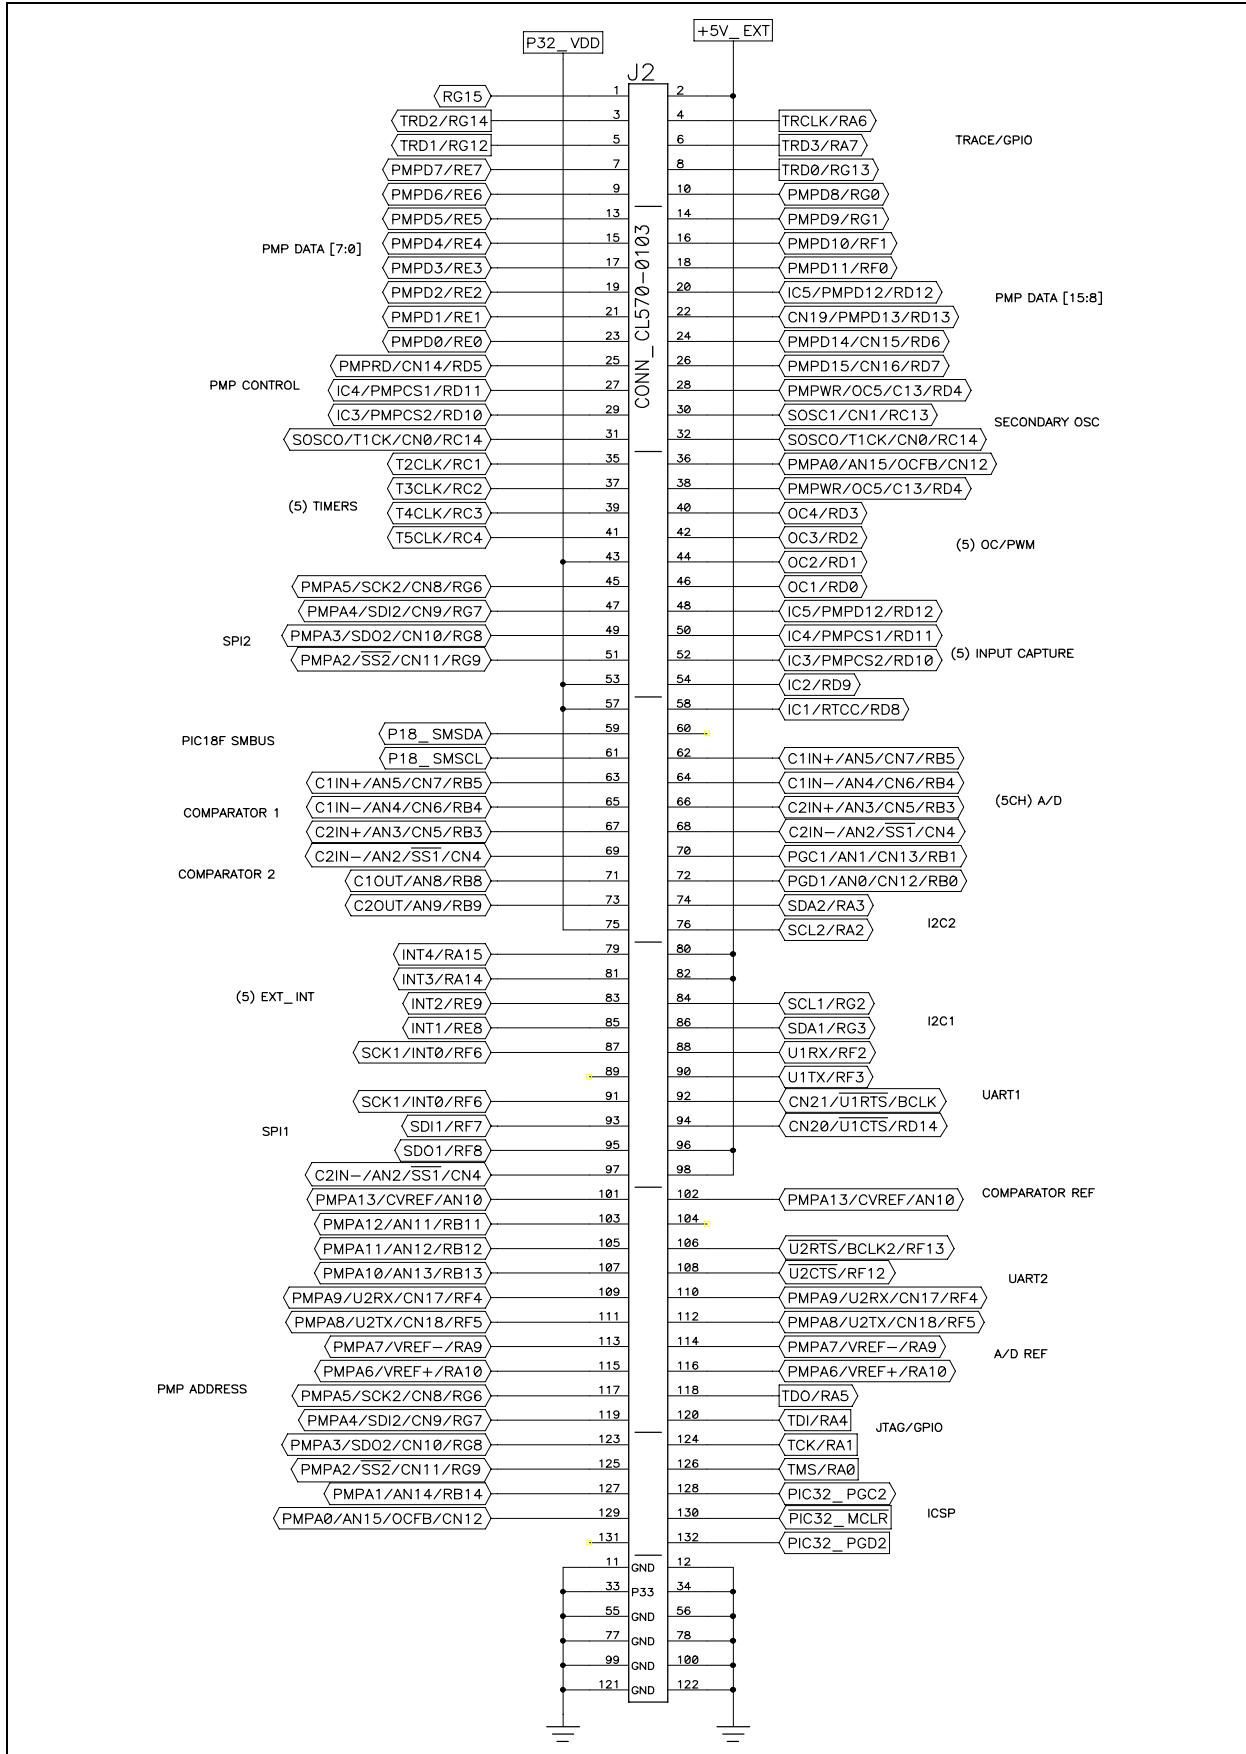 P32_VDD +5V_EXT
J2
RG15 1 2
TRD2/RG14 3 4 TRCLK/RA6
TRD1/RG12 5 6 TRD3/RA7 TRACE/GPIO
PMPD7/RE7 7 8 TRD0/RG13
PMPD6/RE6 9 10 PMPD8/RG0
PMPD5/RE5 13 14 PMPD9/RG1
PMP DATA [7:0] PMPD4/RE4 15 16 PMPD10/RF1
PMPD3/RE3 17 18 PMPD11/RF0
PMPD2/RE2 19 20 IC5/PMPD12/RD12 PMP DATA [15:8]
CONN_CL570-0103
PMPD1/RE1 21 22 CN19/PMPD13/RD13
PMPD0/RE0 23 24 PMPD14/CN15/RD6
PMPRD/CN14/RD5 25 26 PMPD15/CN16/RD7
PMP CONTROL IC4/PMPCS1/RD11 27 28 PMPWR/OC5/C13/RD4
IC3/PMPCS2/RD10 29 30 SOSC1/CN1/RC13 SECONDARY OSC
SOSCO/T1CK/CN0/RC14 31 32 SOSCO/T1CK/CN0/RC14
T2CLK/RC1 35 36 PMPA0/AN15/OCFB/CN12
T3CLK/RC2 37 38 PMPWR/OC5/C13/RD4
(5) TIMERS T4CLK/RC3 39 40 OC4/RD3
T5CLK/RC4 41 42 OC3/RD2 (5) OC/PWM
43 44 OC2/RD1
PMPA5/SCK2/CN8/RG6 45 46 OC1/RD0
PMPA4/SDI2/CN9/RG7 47 48 IC5/PMPD12/RD12
SPI2 PMPA3/SDO2/CN10/RG8 49 50 IC4/PMPCS1/RD11
PMPA2/SS2/CN11/RG9 51 52 IC3/PMPCS2/RD10 (5) INPUT CAPTURE
53 54 IC2/RD9
57 58 IC1/RTCC/RD8
PIC18F SMBUS P18_SMSDA 59 60
P18_SMSCL 61 62 C1IN+/AN5/CN7/RB5
C1IN+/AN5/CN7/RB5 63 64 C1IN-/AN4/CN6/RB4
COMPARATOR 1 C1IN-/AN4/CN6/RB4 65 66 C2IN+/AN3/CN5/RB3 (5CH) A/D
C2IN+/AN3/CN5/RB3 67 68 C2IN-/AN2/SS1/CN4
C2IN-/AN2/SS1/CN4 69 70 PGC1/AN1/CN13/RB1
COMPARATOR 2 C1OUT/AN8/RB8 71 72 PGD1/AN0/CN12/RB0
C2OUT/AN9/RB9 73 74 SDA2/RA3
75 76 SCL2/RA2 I2C2
INT4/RA15 79 80
INT3/RA14 81 82
(5) EXT_INT INT2/RE9 83 84 SCL1/RG2
INT1/RE8 85 86 SDA1/RG3 I2C1
SCK1/INT0/RF6 87 88 U1RX/RF2
89 90 U1TX/RF3
SCK1/INT0/RF6 91 92 CN21/U1RTS/BCLK UART1
SPI1 SDI1/RF7 93 94 CN20/U1CTS/RD14
SDO1/RF8 95 96
C2IN-/AN2/SS1/CN4 97 98
PMPA13/CVREF/AN10 101 102 PMPA13/CVREF/AN10 COMPARATOR REF
PMPA12/AN11/RB11 103 104
PMPA11/AN12/RB12 105 106 U2RTS/BCLK2/RF13
PMPA10/AN13/RB13 107 108 U2CTS/RF12 UART2
PMPA9/U2RX/CN17/RF4 109 110 PMPA9/U2RX/CN17/RF4
PMPA8/U2TX/CN18/RF5 111 112 PMPA8/U2TX/CN18/RF5
PMPA7/VREF-/RA9 113 114 PMPA7/VREF-/RA9 A/D REF
PMPA6/VREF+/RA10 115 116 PMPA6/VREF+/RA10
PMP ADDRESS PMPA5/SCK2/CN8/RG6 117 118 TDO/RA5
PMPA4/SDI2/CN9/RG7 119 120 TDI/RA4 JTAG/GPIO
PMPA3/SDO2/CN10/RG8 123 124 TCK/RA1
PMPA2/SS2/CN11/RG9 125 126 TMS/RA0
PMPA1/AN14/RB14 127 128 PIC32_PGC2
PMPA0/AN15/OCFB/CN12 129 130 PIC32_MCLR ICSP
131 132 PIC32_PGD2
11 GND 12
33 P33 34
55 GND 56
77 GND 78
99 GND 100
121 GND 122